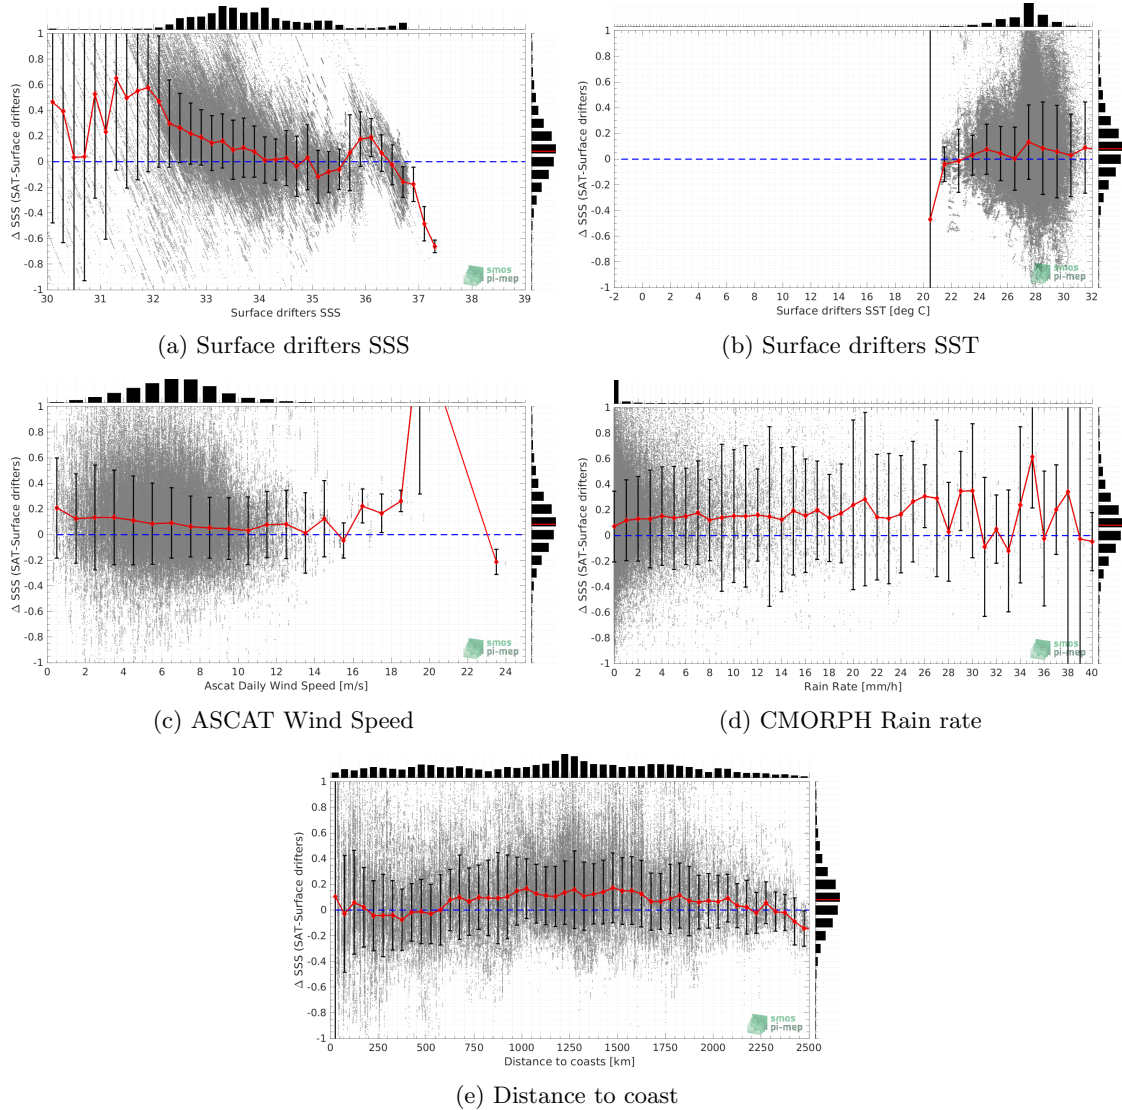 Δ SSS (SAT-Surface drifters)
1
0.8
0.6
0.4
0.2
0
-0.2
-0.4
-0.6
-0.8
-1
30 31 32 33 34 35 36 37 38 39
Surface drifters SSS
smos
pi-mep
(a) Surface drifters SSS
Δ SSS (SAT-Surface drifters)
1
0.8
0.6
0.4
0.2
0
-0.2
-0.4
-0.6
-0.8
-1
-2 0 2 4 6 8 10 12 14 16 18 20 22 24 26 28 30 32
Surface drifters SST [deg C]
smos
pi-mep
(b) Surface drifters SST
Δ SSS (SAT-Surface drifters)
1
0.8
0.6
0.4
0.2
0
-0.2
-0.4
-0.6
-0.8
-1
0 2 4 6 8 10 12 14 16 18 20 22 24
Ascat Daily Wind Speed [m/s]
smos
pi-mep
(c) ASCAT Wind Speed
Δ SSS (SAT-Surface drifters)
1
0.8
0.6
0.4
0.2
0
-0.2
-0.4
-0.6
-0.8
-1
0 2 4 6 8 10 12 14 16 18 20 22 24 26 28 30 32 34 36 38 40
Rain Rate [mm/h]
smos
pi-mep
(d) CMORPH Rain rate
Δ SSS (SAT-Surface drifters)
1
0.8
0.6
0.4
0.2
0
-0.2
-0.4
-0.6
-0.8
-1
0 250 500 750 1000 1250 1500 1750 2000 2250 2500
Distance to coasts [km]
smos
pi-mep
(e) Distance to coast